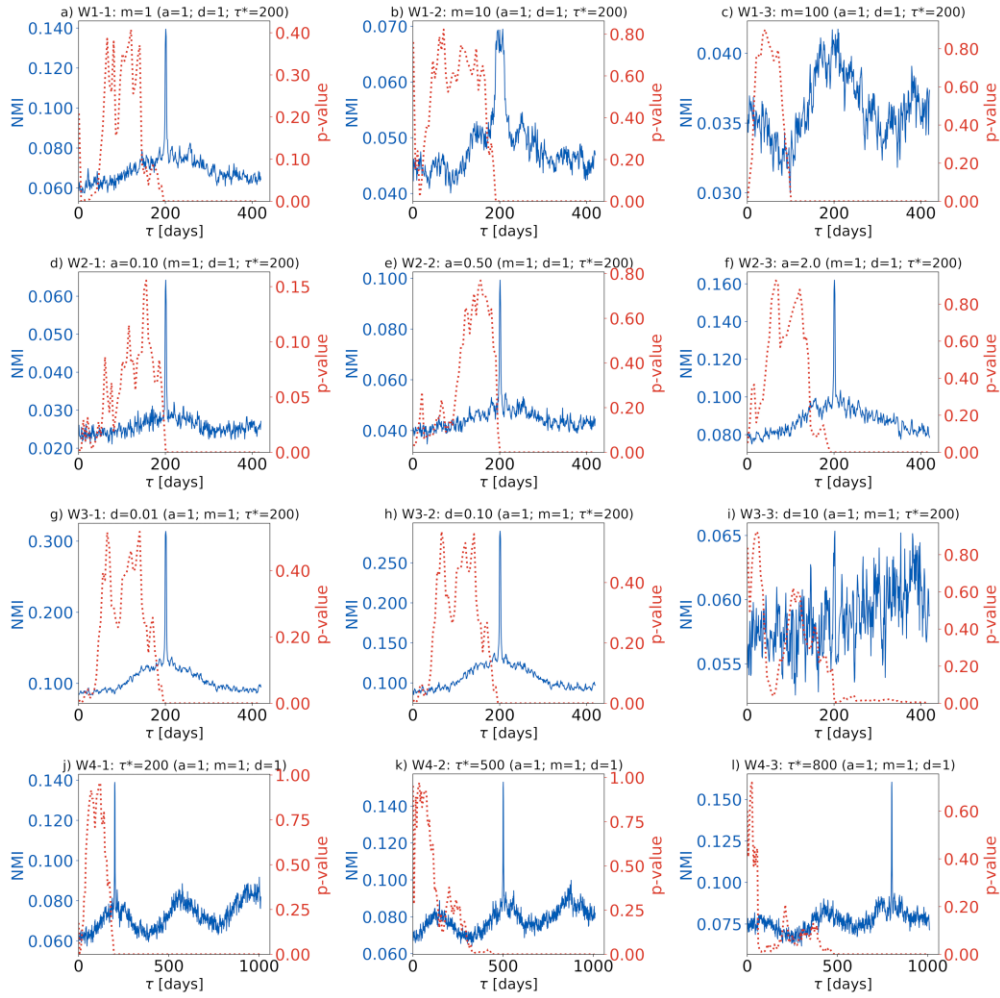 a) W1-1: m=1 (a=1; d=1; τ*=200)
0.140
0.120
0.100
0.080
0.060
NMI
0.40
0.30
0.20
0.10
0.00
p-value
0 200 400
τ [days]
b) W1-2: m=10 (a=1; d=1; τ*=200)
0.070
0.060
0.050
0.040
NMI
0.80
0.60
0.40
0.20
0.00
p-value
0 200 400
τ [days]
c) W1-3: m=100 (a=1; d=1; τ*=200)
0.040
0.035
0.030
NMI
0.80
0.60
0.40
0.20
0.00
p-value
0 200 400
τ [days]
d) W2-1: a=0.10 (m=1; d=1; τ*=200)
0.060
0.050
0.040
0.030
0.020
NMI
0.15
0.10
0.05
0.00
p-value
0 200 400
τ [days]
e) W2-2: a=0.50 (m=1; d=1; τ*=200)
0.100
0.080
0.060
0.040
NMI
0.80
0.60
0.40
0.20
0.00
p-value
0 200 400
τ [days]
f) W2-3: a=2.0 (m=1; d=1; τ*=200)
0.160
0.140
0.120
0.100
0.080
NMI
0.80
0.60
0.40
0.20
0.00
p-value
0 200 400
τ [days]
g) W3-1: d=0.01 (a=1; m=1; τ*=200)
0.300
0.200
0.100
NMI
0.40
0.20
0.00
p-value
0 200 400
τ [days]
h) W3-2: d=0.10 (a=1; m=1; τ*=200)
0.250
0.200
0.150
0.100
NMI
0.40
0.20
0.00
p-value
0 200 400
τ [days]
i) W3-3: d=10 (a=1; m=1; τ*=200)
0.065
0.060
0.055
NMI
0.80
0.60
0.40
0.20
0.00
p-value
0 200 400
τ [days]
j) W4-1: τ*=200 (a=1; m=1; d=1)
0.140
0.120
0.100
0.080
0.060
NMI
1.00
0.75
0.50
0.25
0.00
p-value
0 500 1000
τ [days]
k) W4-2: τ*=500 (a=1; m=1; d=1)
0.140
0.120
0.100
0.080
0.060
NMI
1.00
0.75
0.50
0.25
0.00
p-value
0 500 1000
τ [days]
l) W4-3: τ*=800 (a=1; m=1; d=1)
0.150
0.125
0.100
0.075
NMI
0.60
0.40
0.20
0.00
p-value
0 500 1000
τ [days]